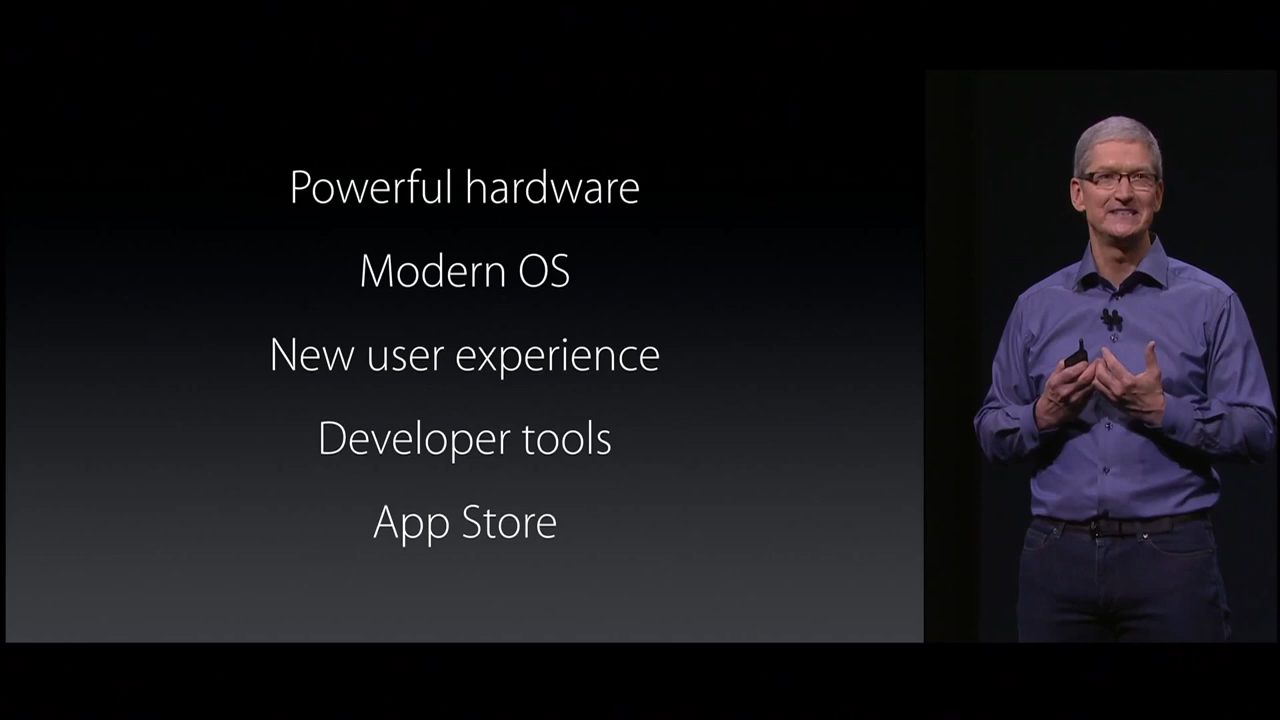 Powerful hardware
Modern OS
New user experience
Developer tools
App Store